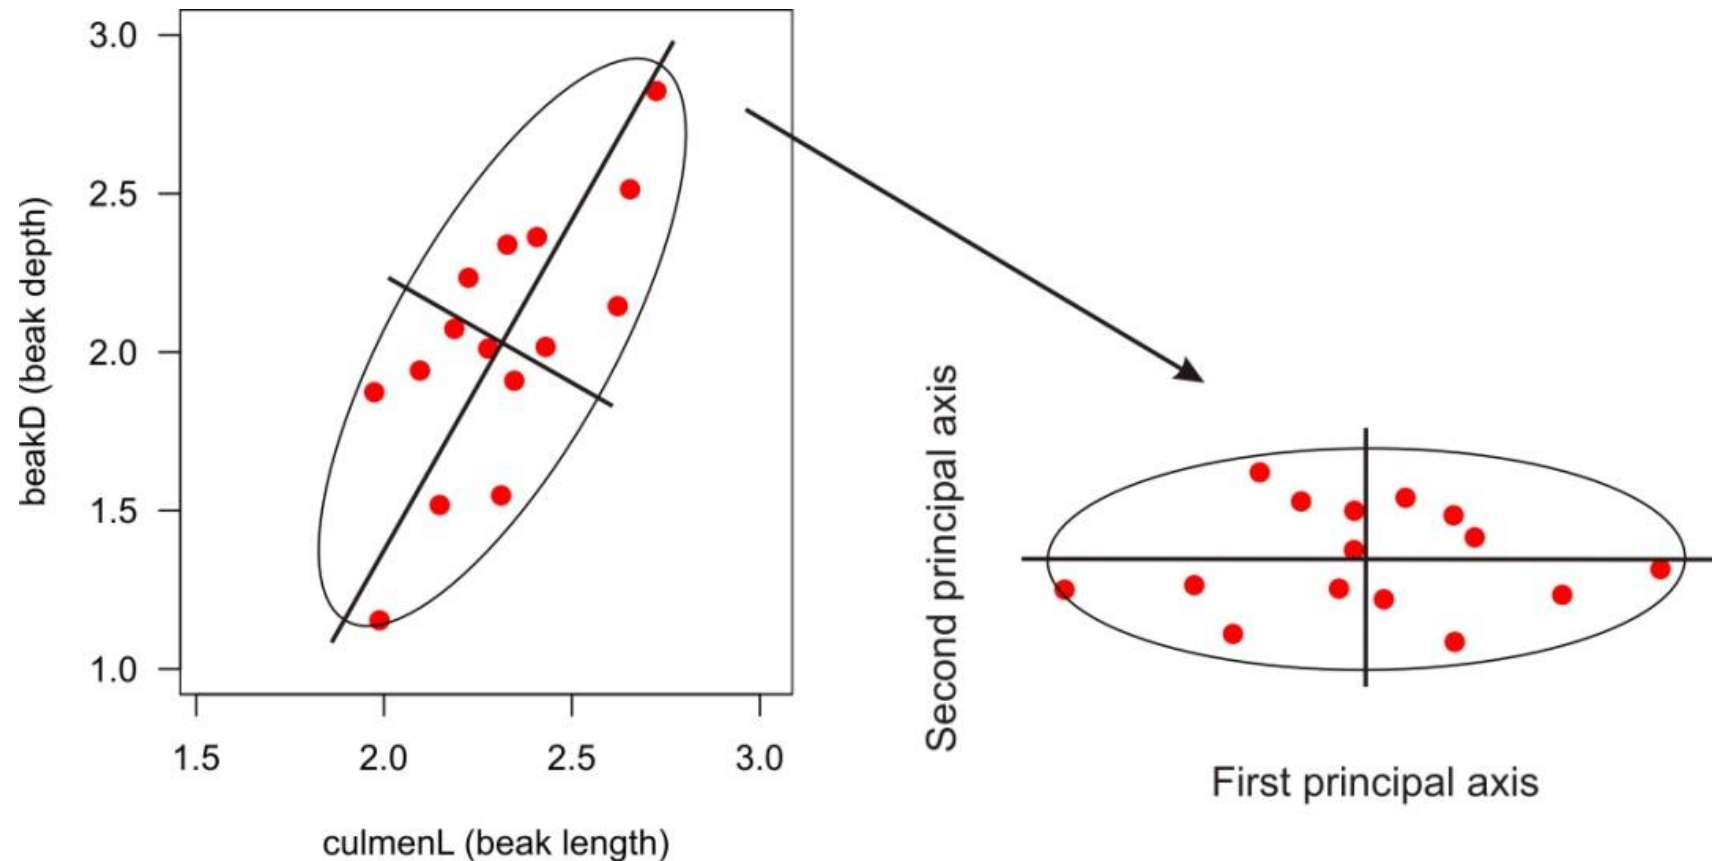 3.0
2.5
2.0
1.5
1.0
beakD (beak depth)
1.5 2.0 2.5 3.0
culmenL (beak length)
Second principal axis
First principal axis